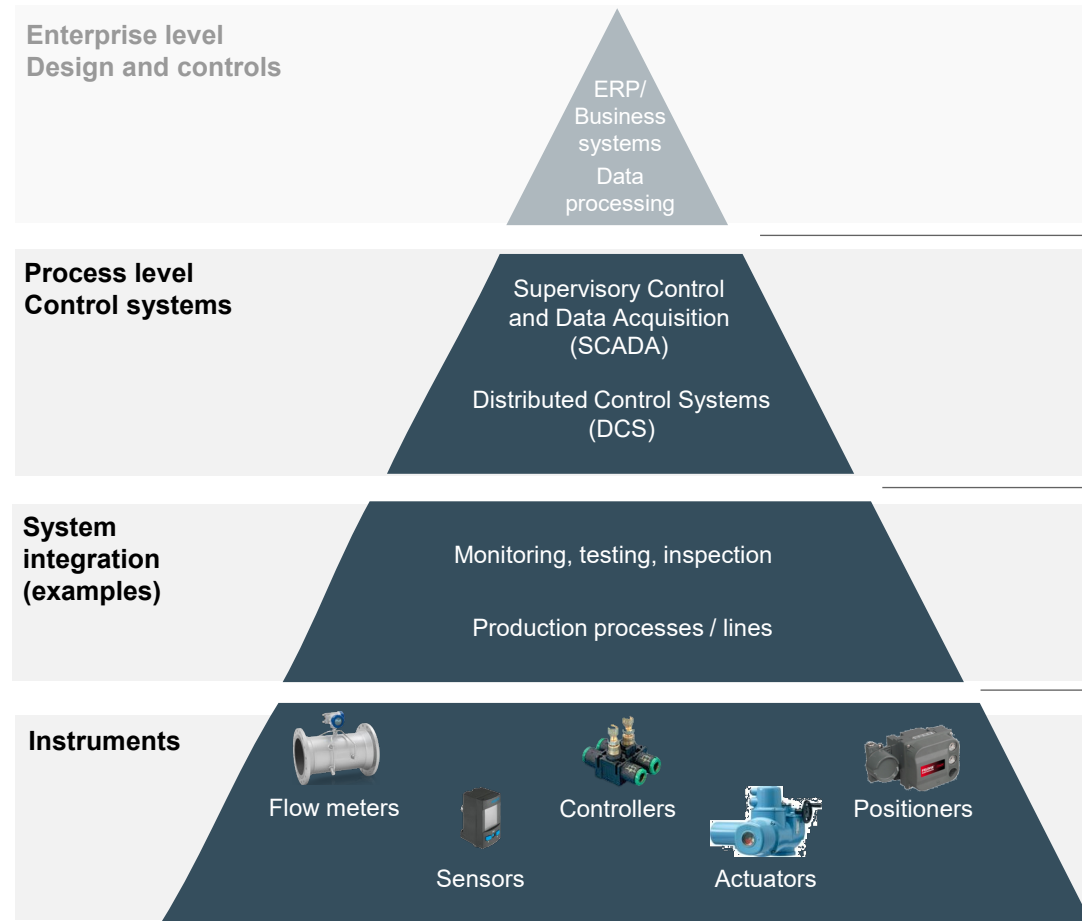 Enterprise level
Design and controls
ERP/
Business
systems
Data
processing
Process level
Control systems
Supervisory Control
and Data Acquisition
(SCADA)
Distributed Control Systems
(DCS)
System
integration
(examples)
Monitoring, testing, inspection
Production processes / lines
Instruments
Flow meters
Controllers
Positioners
Sensors
Actuators